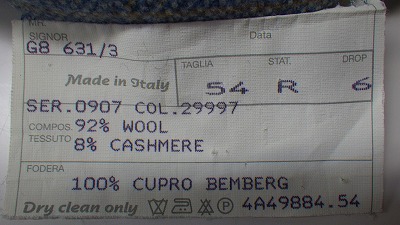 MR.
SIGNOR
Data
G8 631/3
TAGLIA STAT. DROP
Made in Italy
54 R 6
SER.0907 COL.29997
COMPOS. 92% WOOL
TESSUTO 8% CASHMERE
FODERA
100% CUPRO BEMBERG
Dry clean only P 4A49884.54